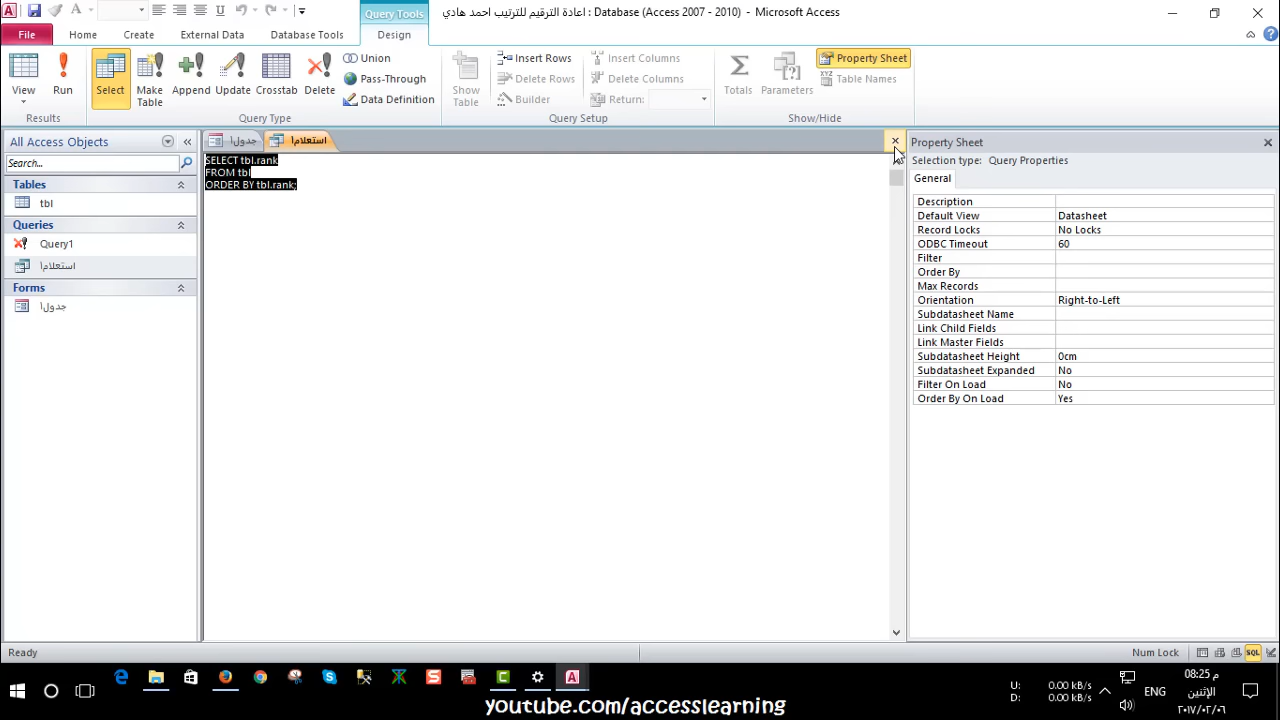 Query Tools
اعادة الترقيم للترتيب احمد هادي : Database (Access 2007 - 2010) - Microsoft Access
File
Home
Create
External Data
Database Tools
Design
View
Run
Select
Make Table
Append
Update
Crosstab
Delete
Union
Pass-Through
Data Definition
Show Table
Insert Rows
Delete Rows
Builder
Insert Columns
Delete Columns
Return:
Totals
Parameters
Property Sheet
Table Names
Results
Query Type
Query Setup
Show/Hide
All Access Objects
Search...
Tables
tbl
Queries
Query1
استعلام١
Forms
جدول١
جدول١
استعلام١
SELECT tbl.rank
FROM tbl
ORDER BY tbl.rank;
Property Sheet
Selection type: Query Properties
General
Description
Default View Datasheet
Record Locks No Locks
ODBC Timeout 60
Filter
Order By
Max Records
Orientation Right-to-Left
Subdatasheet Name
Link Child Fields
Link Master Fields
Subdatasheet Height 0cm
Subdatasheet Expanded No
Filter On Load No
Order By On Load Yes
Ready
Num Lock
SQL
U: 0.00 kB/s
D: 0.00 kB/s
ENG
08:25 م
الإثنين
٢٠١٧/٠٢/٠٦
youtube.com/accesslearning